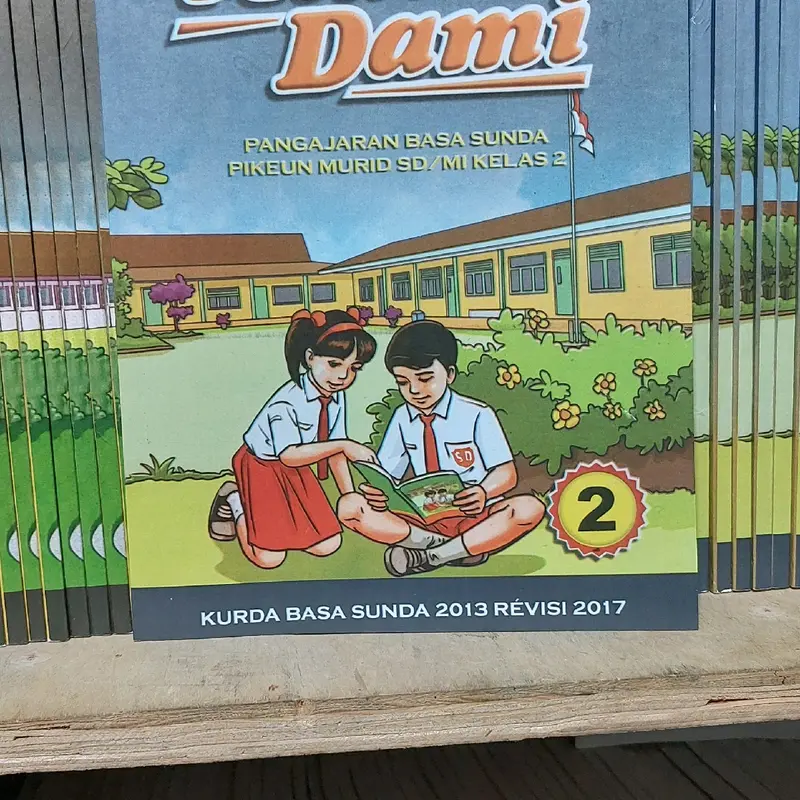 Dami
PANGAJARAN BASA SUNDA
PIKEUN MURID SD/MI KELAS 2
SD
2
KURDA BASA SUNDA 2013 RÉVISI 2017